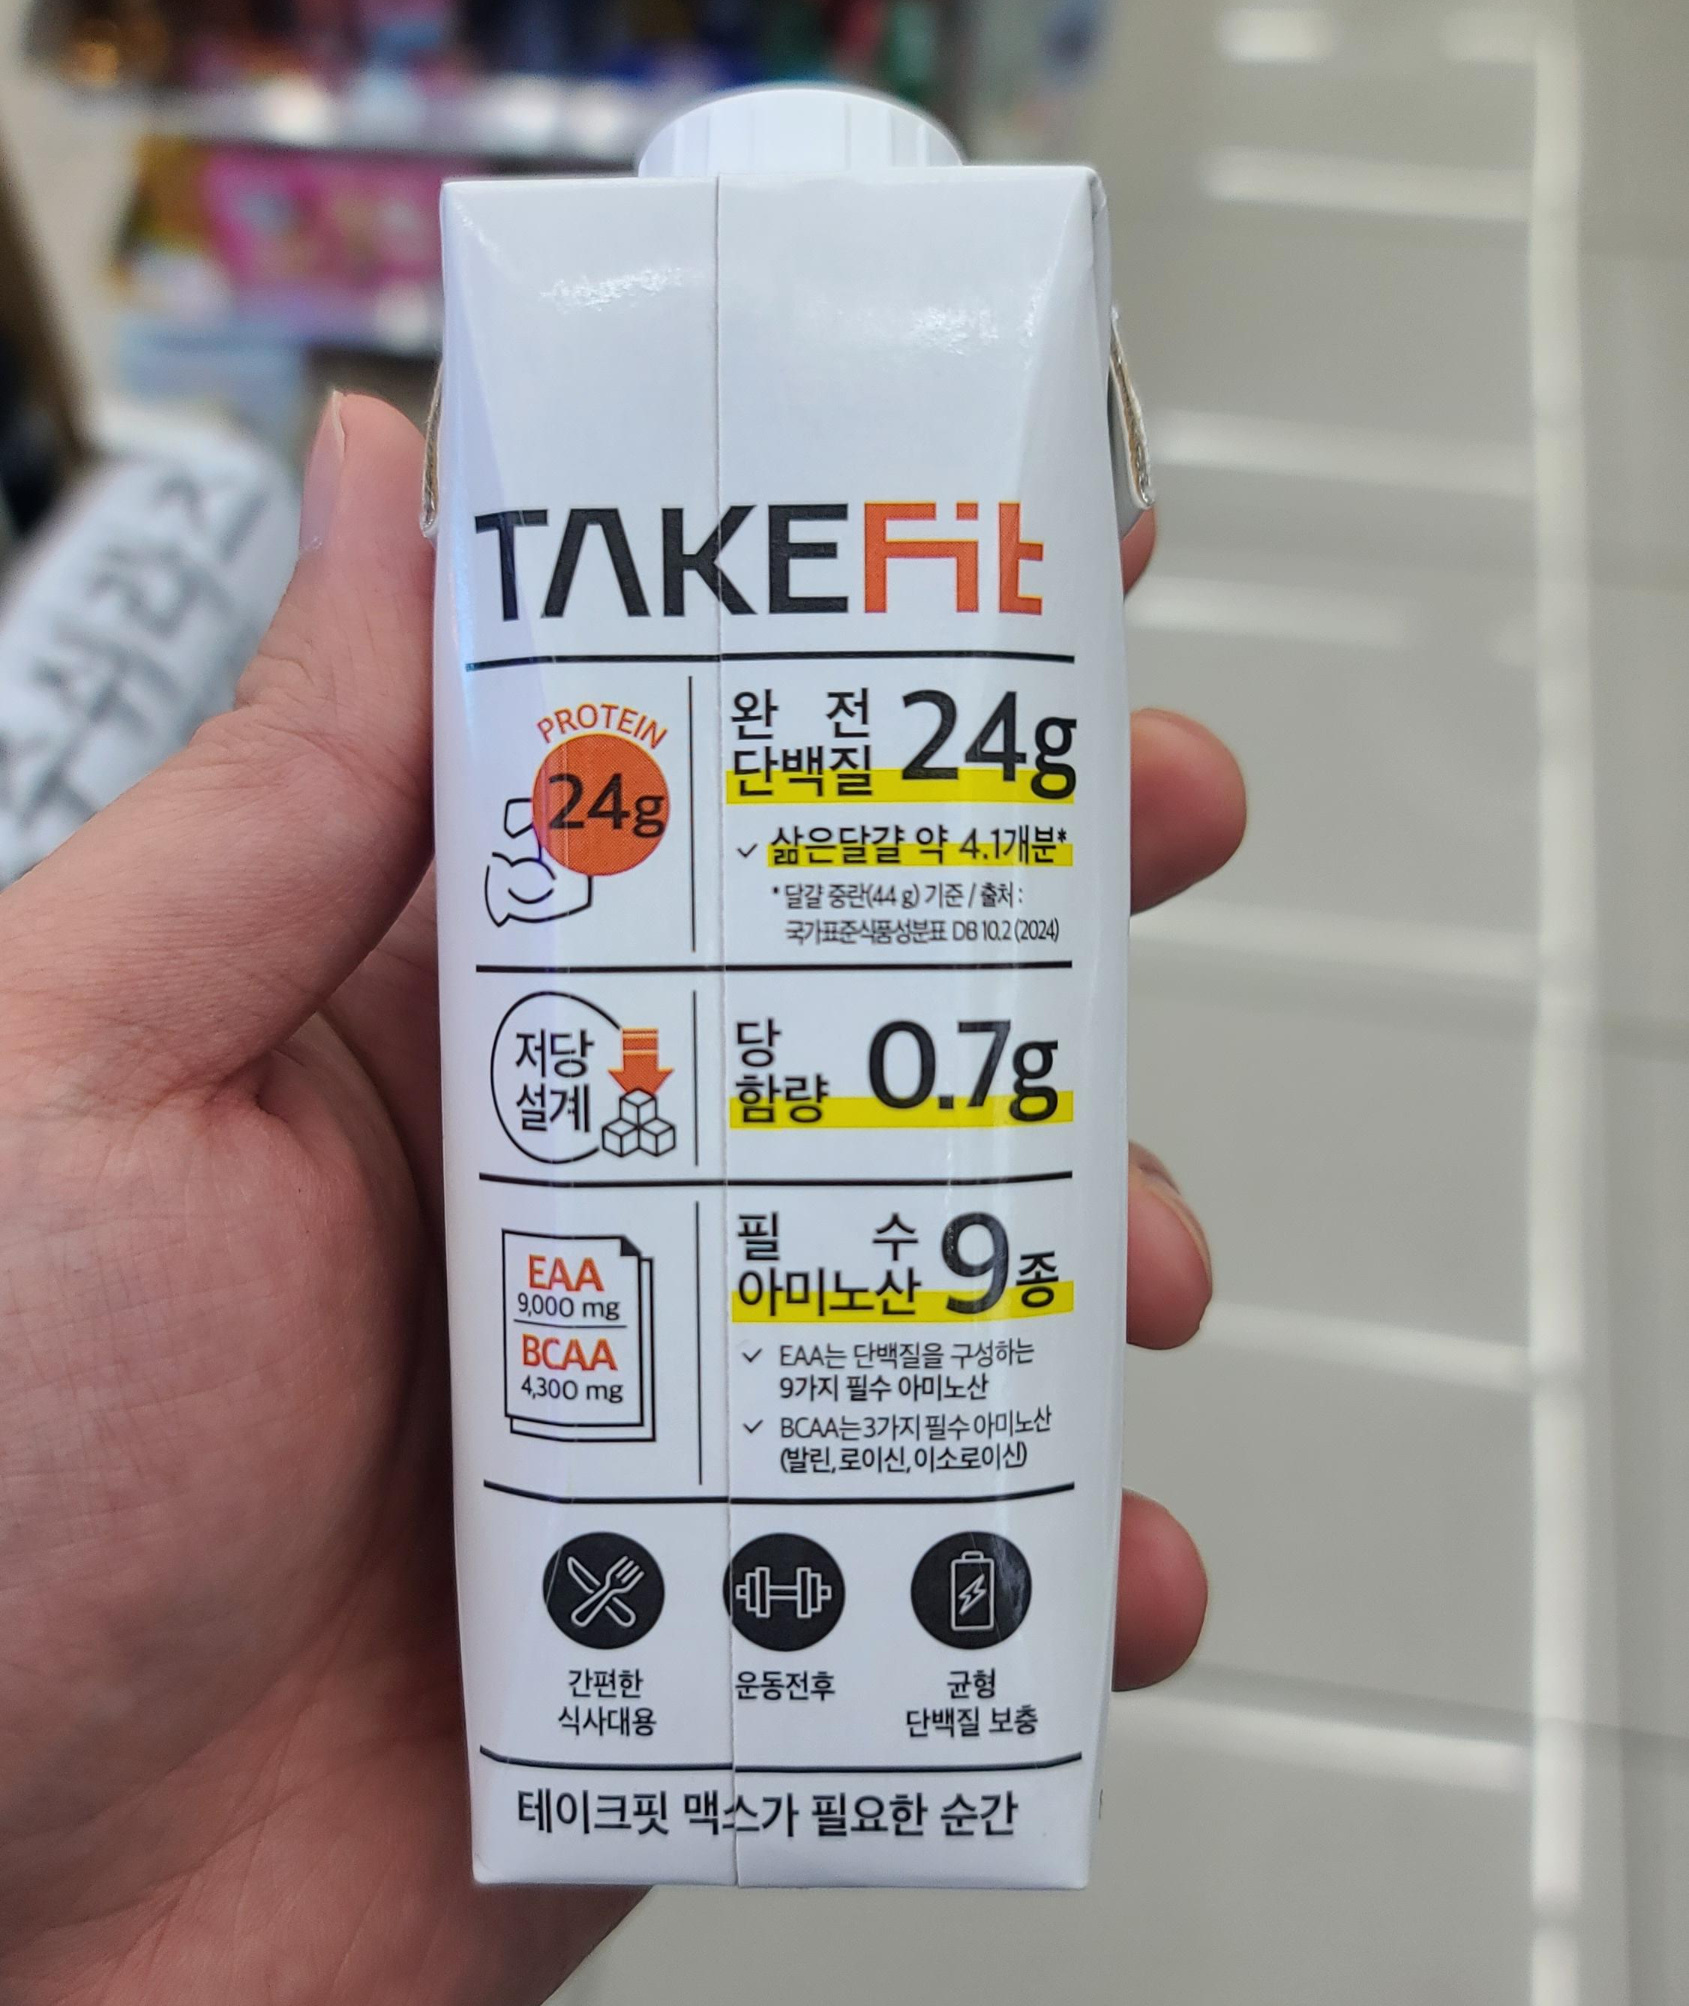 TAKEFit
PROTEIN
24g
완 전
단백질 24g
삶은달걀 약 4.1개분*
* 달걀 중란(44 g) 기준 / 출처 :
국가표준식품성분표 DB 10.2 (2024)
저당
설계
당
함량 0.7g
EAA
9,000 mg
BCAA
4,300 mg
필 수
아미노산 9종
EAA는 단백질을 구성하는
9가지 필수 아미노산
BCAA는 3가지 필수 아미노산
(발린, 로이신, 이소로이신)
간편한
식사대용
운동전후
균형
단백질 보충
테이크핏 맥스가 필요한 순간